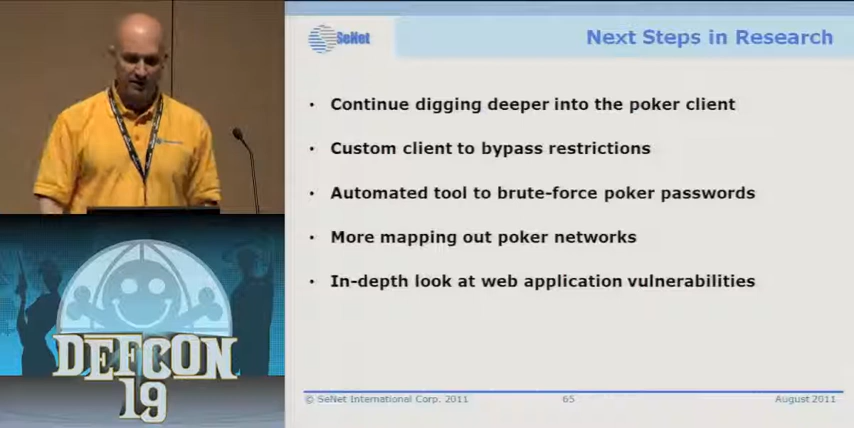 SeNet
Next Steps in Research
• Continue digging deeper into the poker client
• Custom client to bypass restrictions
• Automated tool to brute-force poker passwords
• More mapping out poker networks
• In-depth look at web application vulnerabilities
© SeNet International Corp. 2011
65
August 2011
DEFCON
19